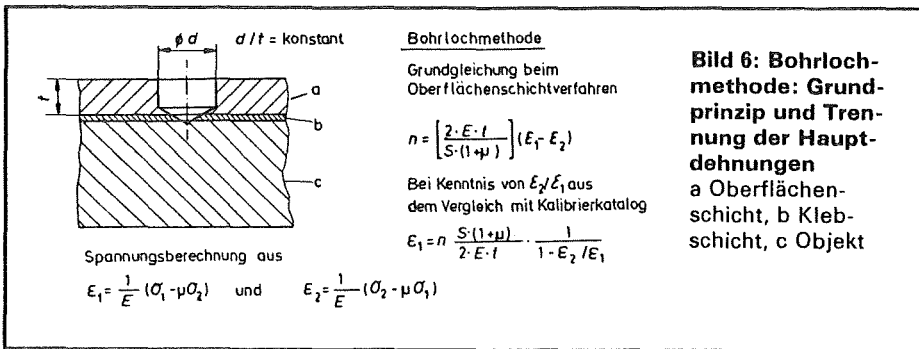 ϕ d
d/t = konstant
t
a
b
c
Spannungsberechnung aus
ε₁ = 1/E (σ₁ - μσ₂) und ε₂ = 1/E (σ₂ - μσ₁)
Bohrlochmethode
Grundgleichung beim
Oberflächenschichtverfahren
n = [2·E·t / S·(1+μ)] (ε₁ - ε₂)
Bei Kenntnis von ε₂/ε₁ aus
dem Vergleich mit Kalibrierkatalog
ε₁ = n S·(1+μ) / 2·E·t · 1 / 1 - ε₂/ε₁
Bild 6: Bohrloch-
methode: Grund-
prinzip und Tren-
nung der Haupt-
dehnungen
a Oberflächen-
schicht, b Kleb-
schicht, c Objekt